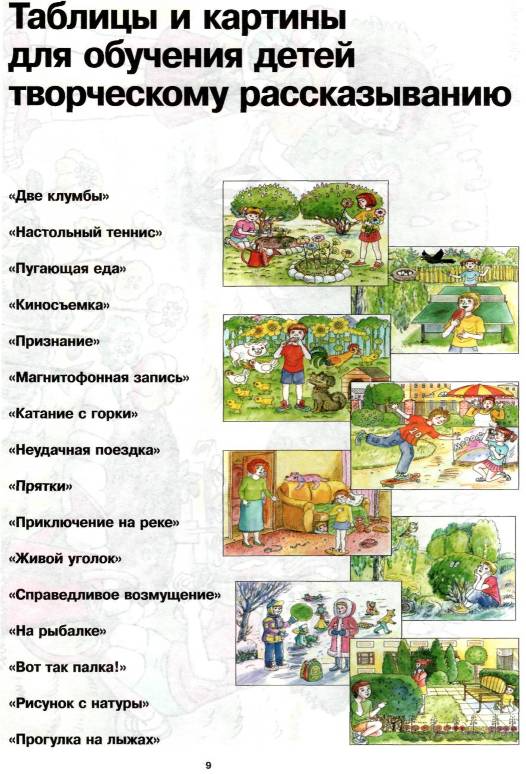 Таблицы и картины
для обучения детей
творческому рассказыванию
«Две клумбы»
«Настольный теннис»
«Пугающая еда»
«Киносъемка»
«Признание»
«Магнитофонная запись»
«Катание с горки»
«Неудачная поездка»
«Прятки»
«Приключение на реке»
«Живой уголок»
«Справедливое возмущение»
«На рыбалке»
«Вот так палка!»
«Рисунок с натуры»
«Прогулка на лыжах»
9